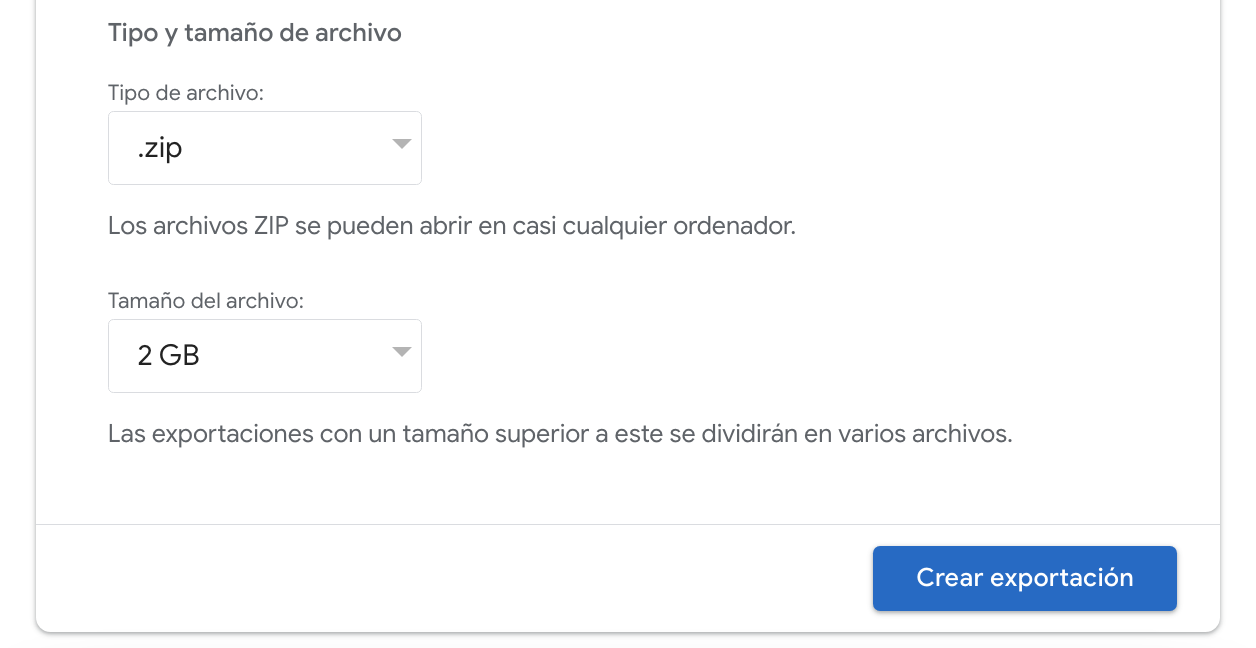 Tipo y tamaño de archivo
Tipo de archivo:
.zip
Los archivos ZIP se pueden abrir en casi cualquier ordenador.
Tamaño del archivo:
2 GB
Las exportaciones con un tamaño superior a este se dividirán en varios archivos.
Crear exportación